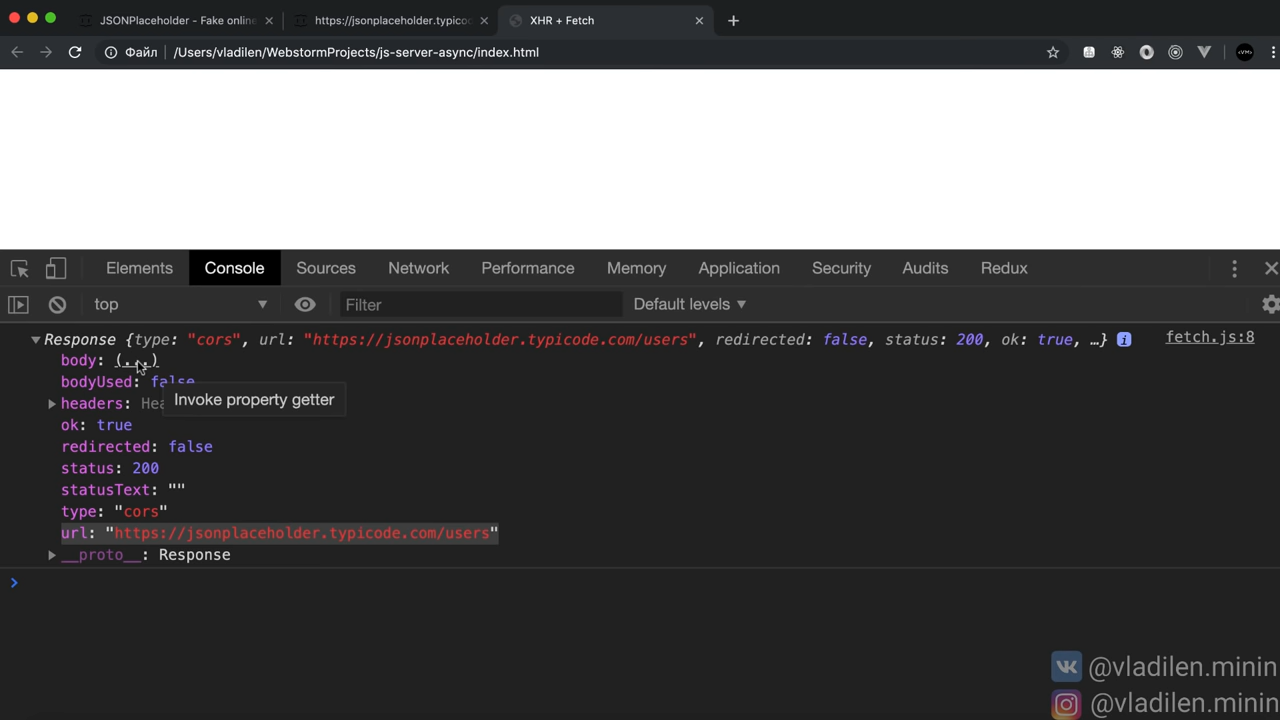 JSONPlaceholder - Fake online
https://jsonplaceholder.typicod
XHR + Fetch
Файл
/Users/vladilen/WebstormProjects/js-server-async/index.html
Elements Console Sources Network Performance Memory Application Security Audits Redux
top Filter Default levels
Response {type: "cors", url: "https://jsonplaceholder.typicode.com/users", redirected: false, status: 200, ok: true, …} fetch.js:8
body: (...)
bodyUsed: false
headers: Hea
Invoke property getter
ok: true
redirected: false
status: 200
statusText: ""
type: "cors"
url: "https://jsonplaceholder.typicode.com/users"
__proto__: Response
@vladilen.minin
@vladilen.minin